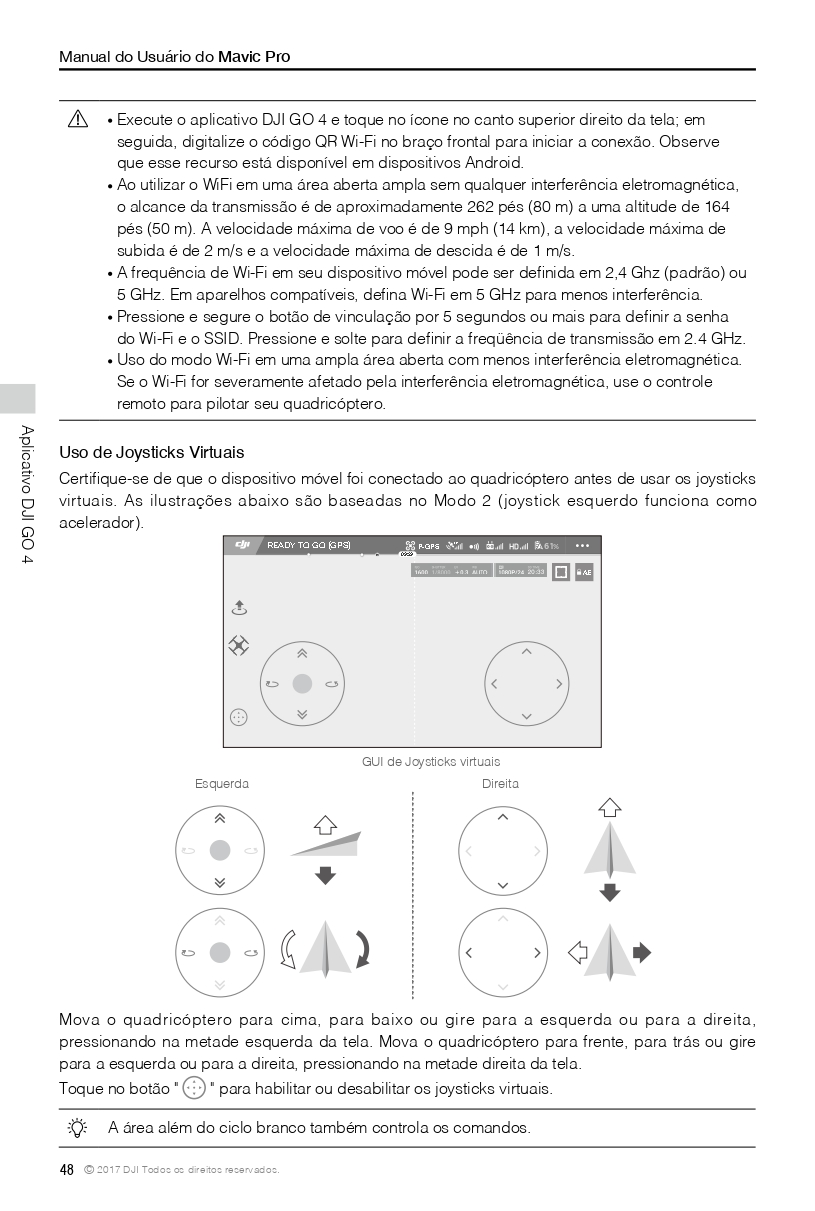 Manual do Usuário do Mavic Pro
• Execute o aplicativo DJI GO 4 e toque no ícone no canto superior direito da tela; em
seguida, digitalize o código QR Wi-Fi no braço frontal para iniciar a conexão. Observe
que esse recurso está disponível em dispositivos Android.
• Ao utilizar o WiFi em uma área aberta ampla sem qualquer interferência eletromagnética,
o alcance da transmissão é de aproximadamente 262 pés (80 m) a uma altitude de 164
pés (50 m). A velocidade máxima de voo é de 9 mph (14 km), a velocidade máxima de
subida é de 2 m/s e a velocidade máxima de descida é de 1 m/s.
• A frequência de Wi-Fi em seu dispositivo móvel pode ser definida em 2,4 Ghz (padrão) ou
5 GHz. Em aparelhos compatíveis, defina Wi-Fi em 5 GHz para menos interferência.
• Pressione e segure o botão de vinculação por 5 segundos ou mais para definir a senha
do Wi-Fi e o SSID. Pressione e solte para definir a freqüência de transmissão em 2.4 GHz.
• Uso do modo Wi-Fi em uma ampla área aberta com menos interferência eletromagnética.
Se o Wi-Fi for severamente afetado pela interferência eletromagnética, use o controle
remoto para pilotar seu quadricóptero.
Aplicativo DJI GO 4
Uso de Joysticks Virtuais
Certifique-se de que o dispositivo móvel foi conectado ao quadricóptero antes de usar os joysticks
virtuais. As ilustrações abaixo são baseadas no Modo 2 (joystick esquerdo funciona como
acelerador).
dji READY TO GO (GPS) P-GPS HD 61%
09:29
1600 1/8000 +0.3 AUTO 1080P/24 20:33 AE
GUI de Joysticks virtuais
Esquerda Direita
Mova o quadricóptero para cima, para baixo ou gire para a esquerda ou para a direita,
pressionando na metade esquerda da tela. Mova o quadricóptero para frente, para trás ou gire
para a esquerda ou para a direita, pressionando na metade direita da tela.
Toque no botão " " para habilitar ou desabilitar os joysticks virtuais.
A área além do ciclo branco também controla os comandos.
48 © 2017 DJI Todos os direitos reservados.